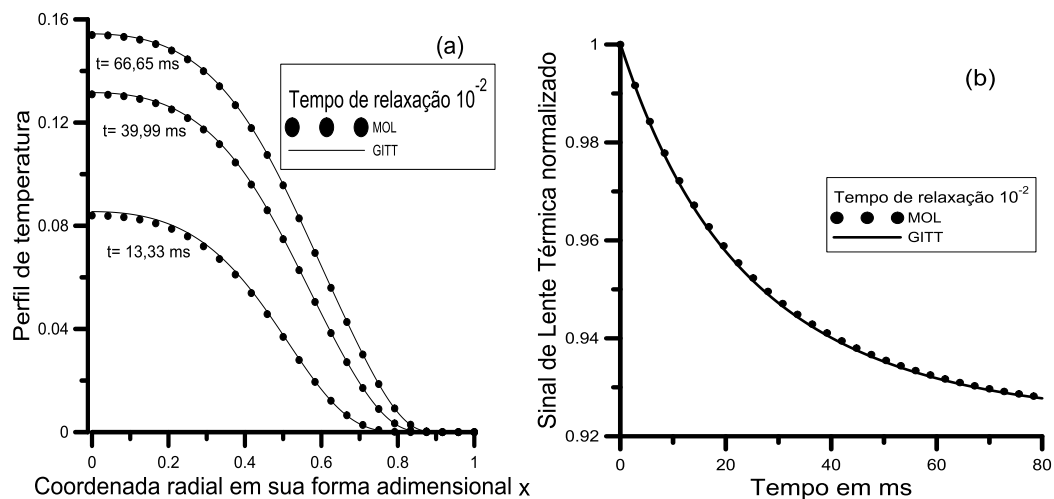 0.16
0.12
0.08
0.04
0
Perfil de temperatura
(a)
t= 66,65 ms
t= 39,99 ms
t= 13,33 ms
Tempo de relaxação 10-2
MOL
GITT
0 0.2 0.4 0.6 0.8 1
Coordenada radial em sua forma adimensional x
1
0.98
0.96
0.94
0.92
Sinal de Lente Térmica normalizado
(b)
Tempo de relaxação 10-2
MOL
GITT
0 20 40 60 80
Tempo em ms